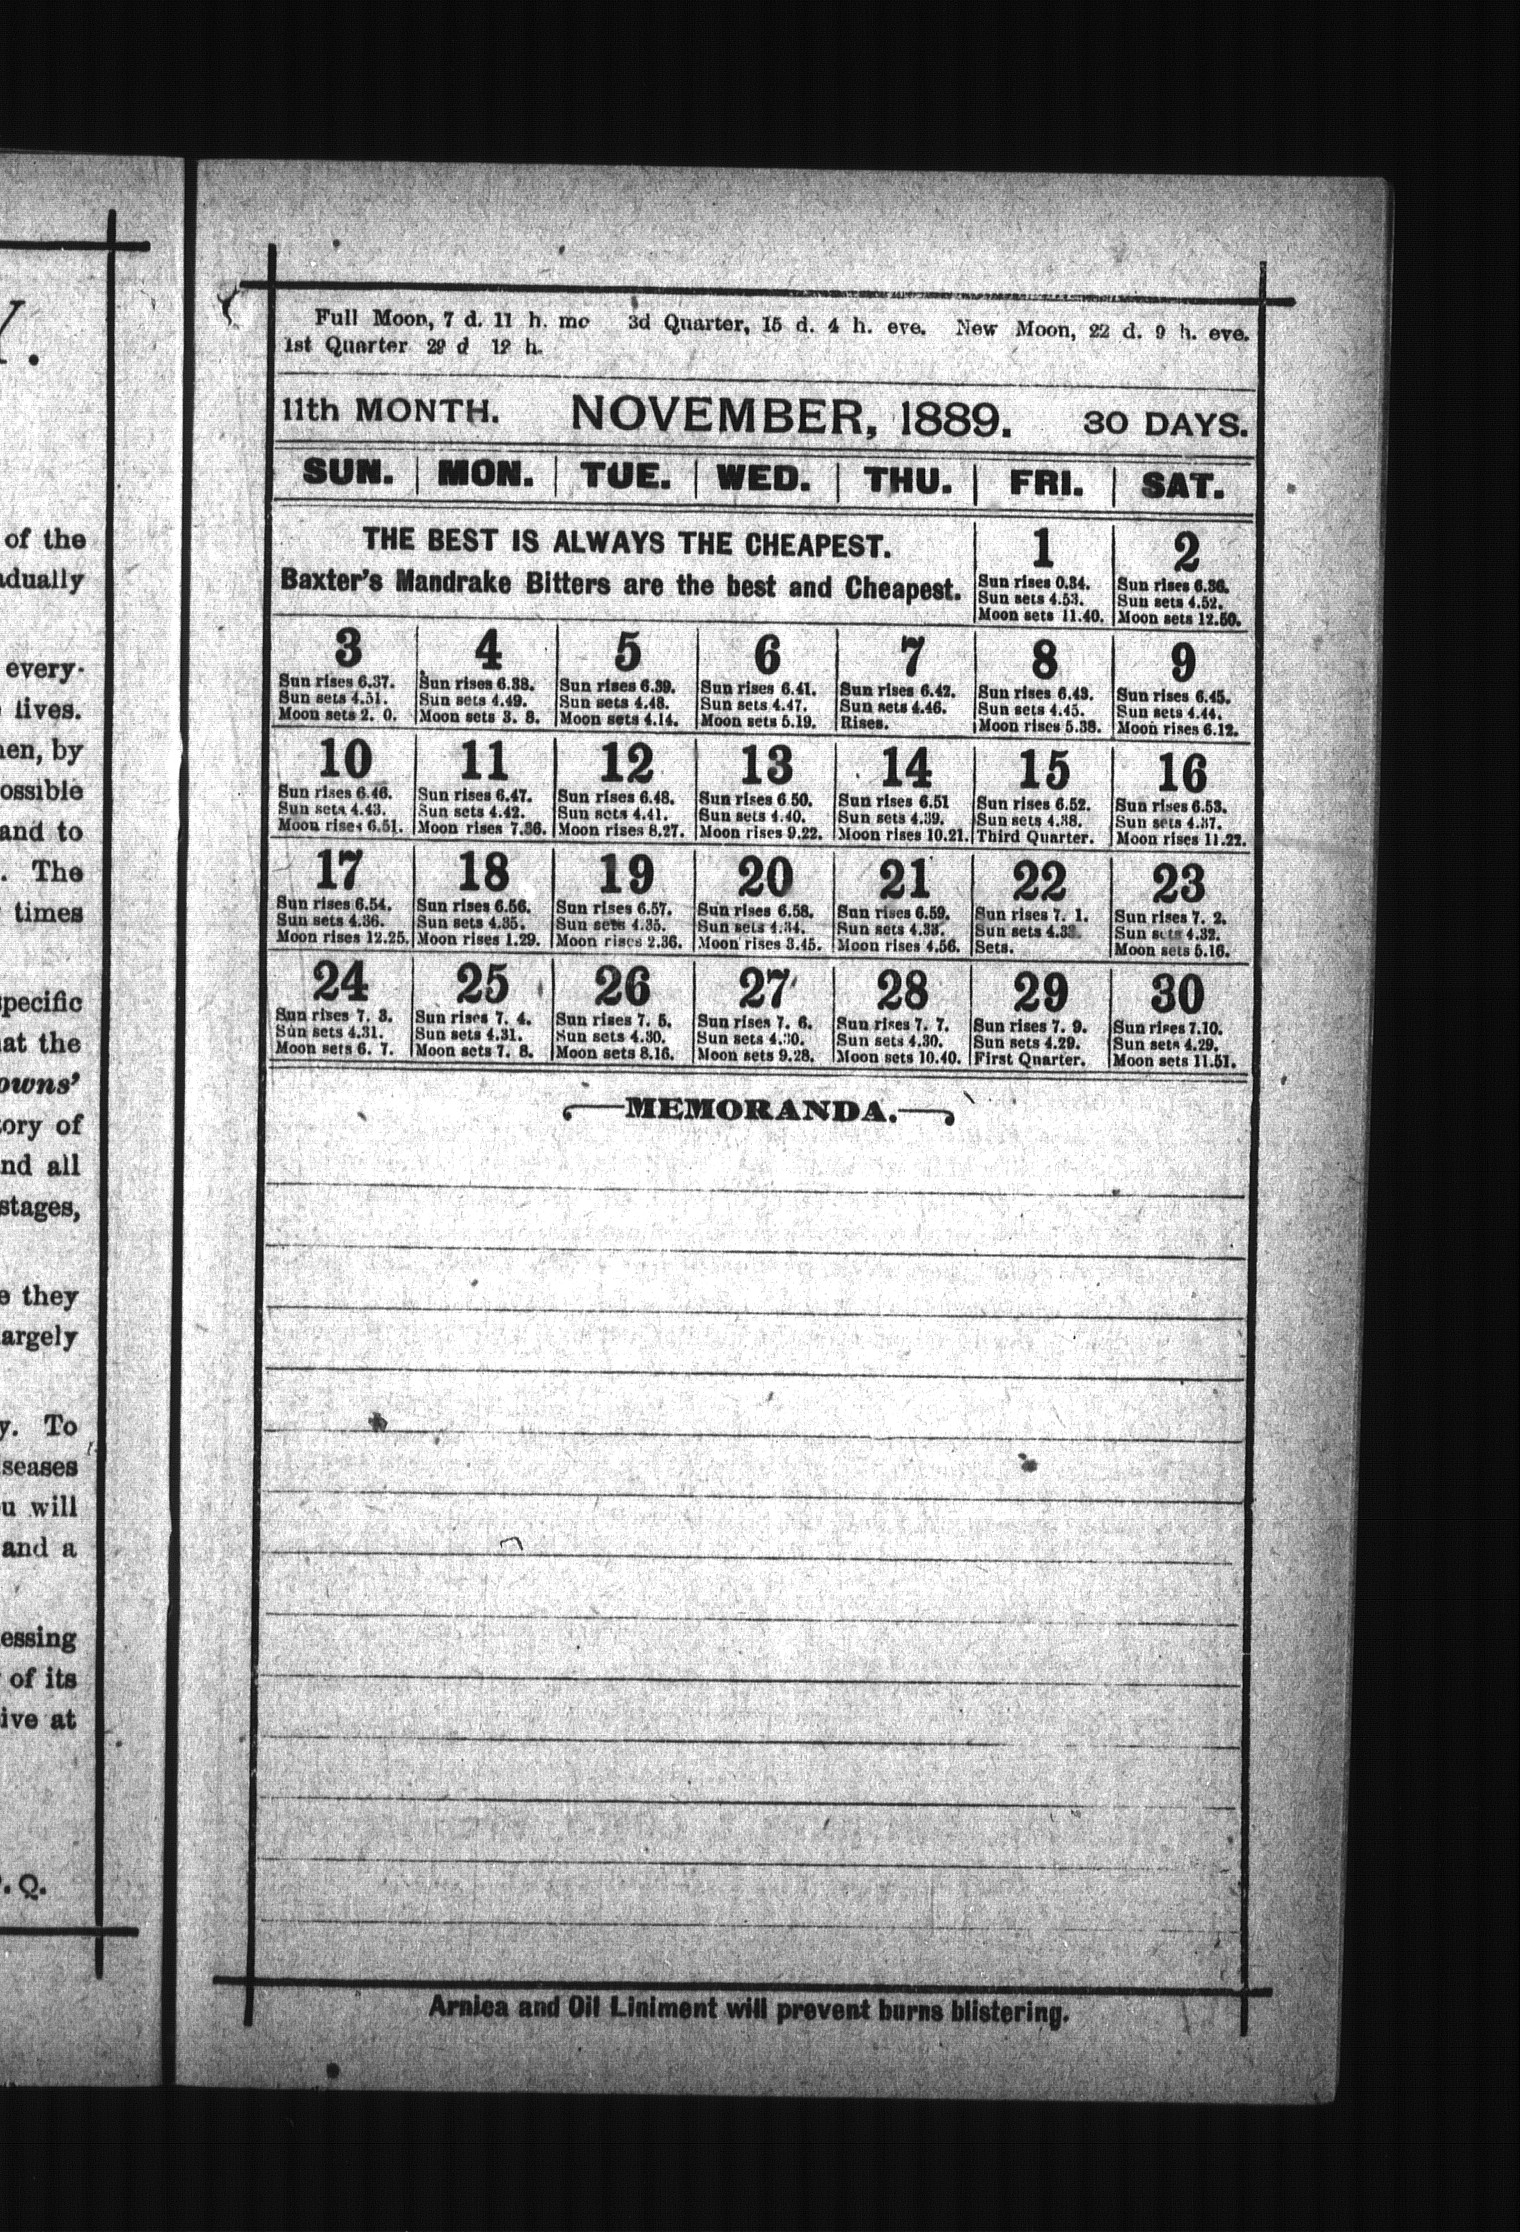 Y.
of the
adually
every-
lives.
en, by
ossible
and to
. The
times
specific
at the
owns'
ory of
nd all
stages,
they
argely
y. To
seases
u will
and a
essing
of its
ive at
. Q.
Full Moon, 7 d. 11 h. mo 3d Quarter, 15 d. 4 h. eve. New Moon, 22 d. 9 h. eve.
1st Quarter 29 d 12 h.
11th MONTH. NOVEMBER, 1889. 30 DAYS.
SUN. MON. TUE. WED. THU. FRI. SAT.
THE BEST IS ALWAYS THE CHEAPEST.
Baxter's Mandrake Bitters are the best and Cheapest.
1 2
Sun rises 6.34. Sun rises 6.36.
Sun sets 4.53. Sun sets 4.52.
Moon sets 11.40. Moon sets 12.50.
3 4 5 6 7 8 9
Sun rises 6.37. Sun rises 6.38. Sun rises 6.39. Sun rises 6.41. Sun rises 6.42. Sun rises 6.43. Sun rises 6.45.
Sun sets 4.51. Sun sets 4.49. Sun sets 4.48. Sun sets 4.47. Sun sets 4.46. Sun sets 4.45. Sun sets 4.44.
Moon sets 2. 0. Moon sets 3. 8. Moon sets 4.14. Moon sets 5.19. Rises. Moon rises 5.38. Moon rises 6.12.
10 11 12 13 14 15 16
Sun rises 6.46. Sun rises 6.47. Sun rises 6.48. Sun rises 6.50. Sun rises 6.51 Sun rises 6.52. Sun rises 6.53.
Sun sets 4.43. Sun sets 4.42. Sun sets 4.41. Sun sets 4.40. Sun sets 4.39. Sun sets 4.38. Sun sets 4.37.
Moon rises 6.51. Moon rises 7.36. Moon rises 8.27. Moon rises 9.22. Moon rises 10.21. Third Quarter. Moon rises 11.22.
17 18 19 20 21 22 23
Sun rises 6.54. Sun rises 6.56. Sun rises 6.57. Sun rises 6.58. Sun rises 6.59. Sun rises 7. 1. Sun rises 7. 2.
Sun sets 4.36. Sun sets 4.35. Sun sets 4.35. Sun sets 4.34. Sun sets 4.33. Sun sets Sun sets 4.32.
Moon rises 12.25. Moon rises 1.29. Moon rises 2.36. Moon rises 3.45. Moon rises 4.56. Sets. Moon sets 5.16.
24 25 26 27 28 29 30
Sun rises 7. 3. Sun rises 7. 4. Sun rises 7. 5. Sun rises 7. 6. Sun rises 7. 7. Sun rises 7. 9. Sun rises 7.10.
Sun sets 4.31. Sun sets 4.31. Sun sets 4.30. Sun sets 4.30. Sun sets 4.30. Sun sets 4.29. Sun sets 4.29.
Moon sets 6. 7. Moon sets 7. 8. Moon sets 8.16. Moon sets 9.28. Moon sets 10.40. First Quarter. Moon sets 11.51.
MEMORANDA.
Arnica and Oil Liniment will prevent burns blistering.